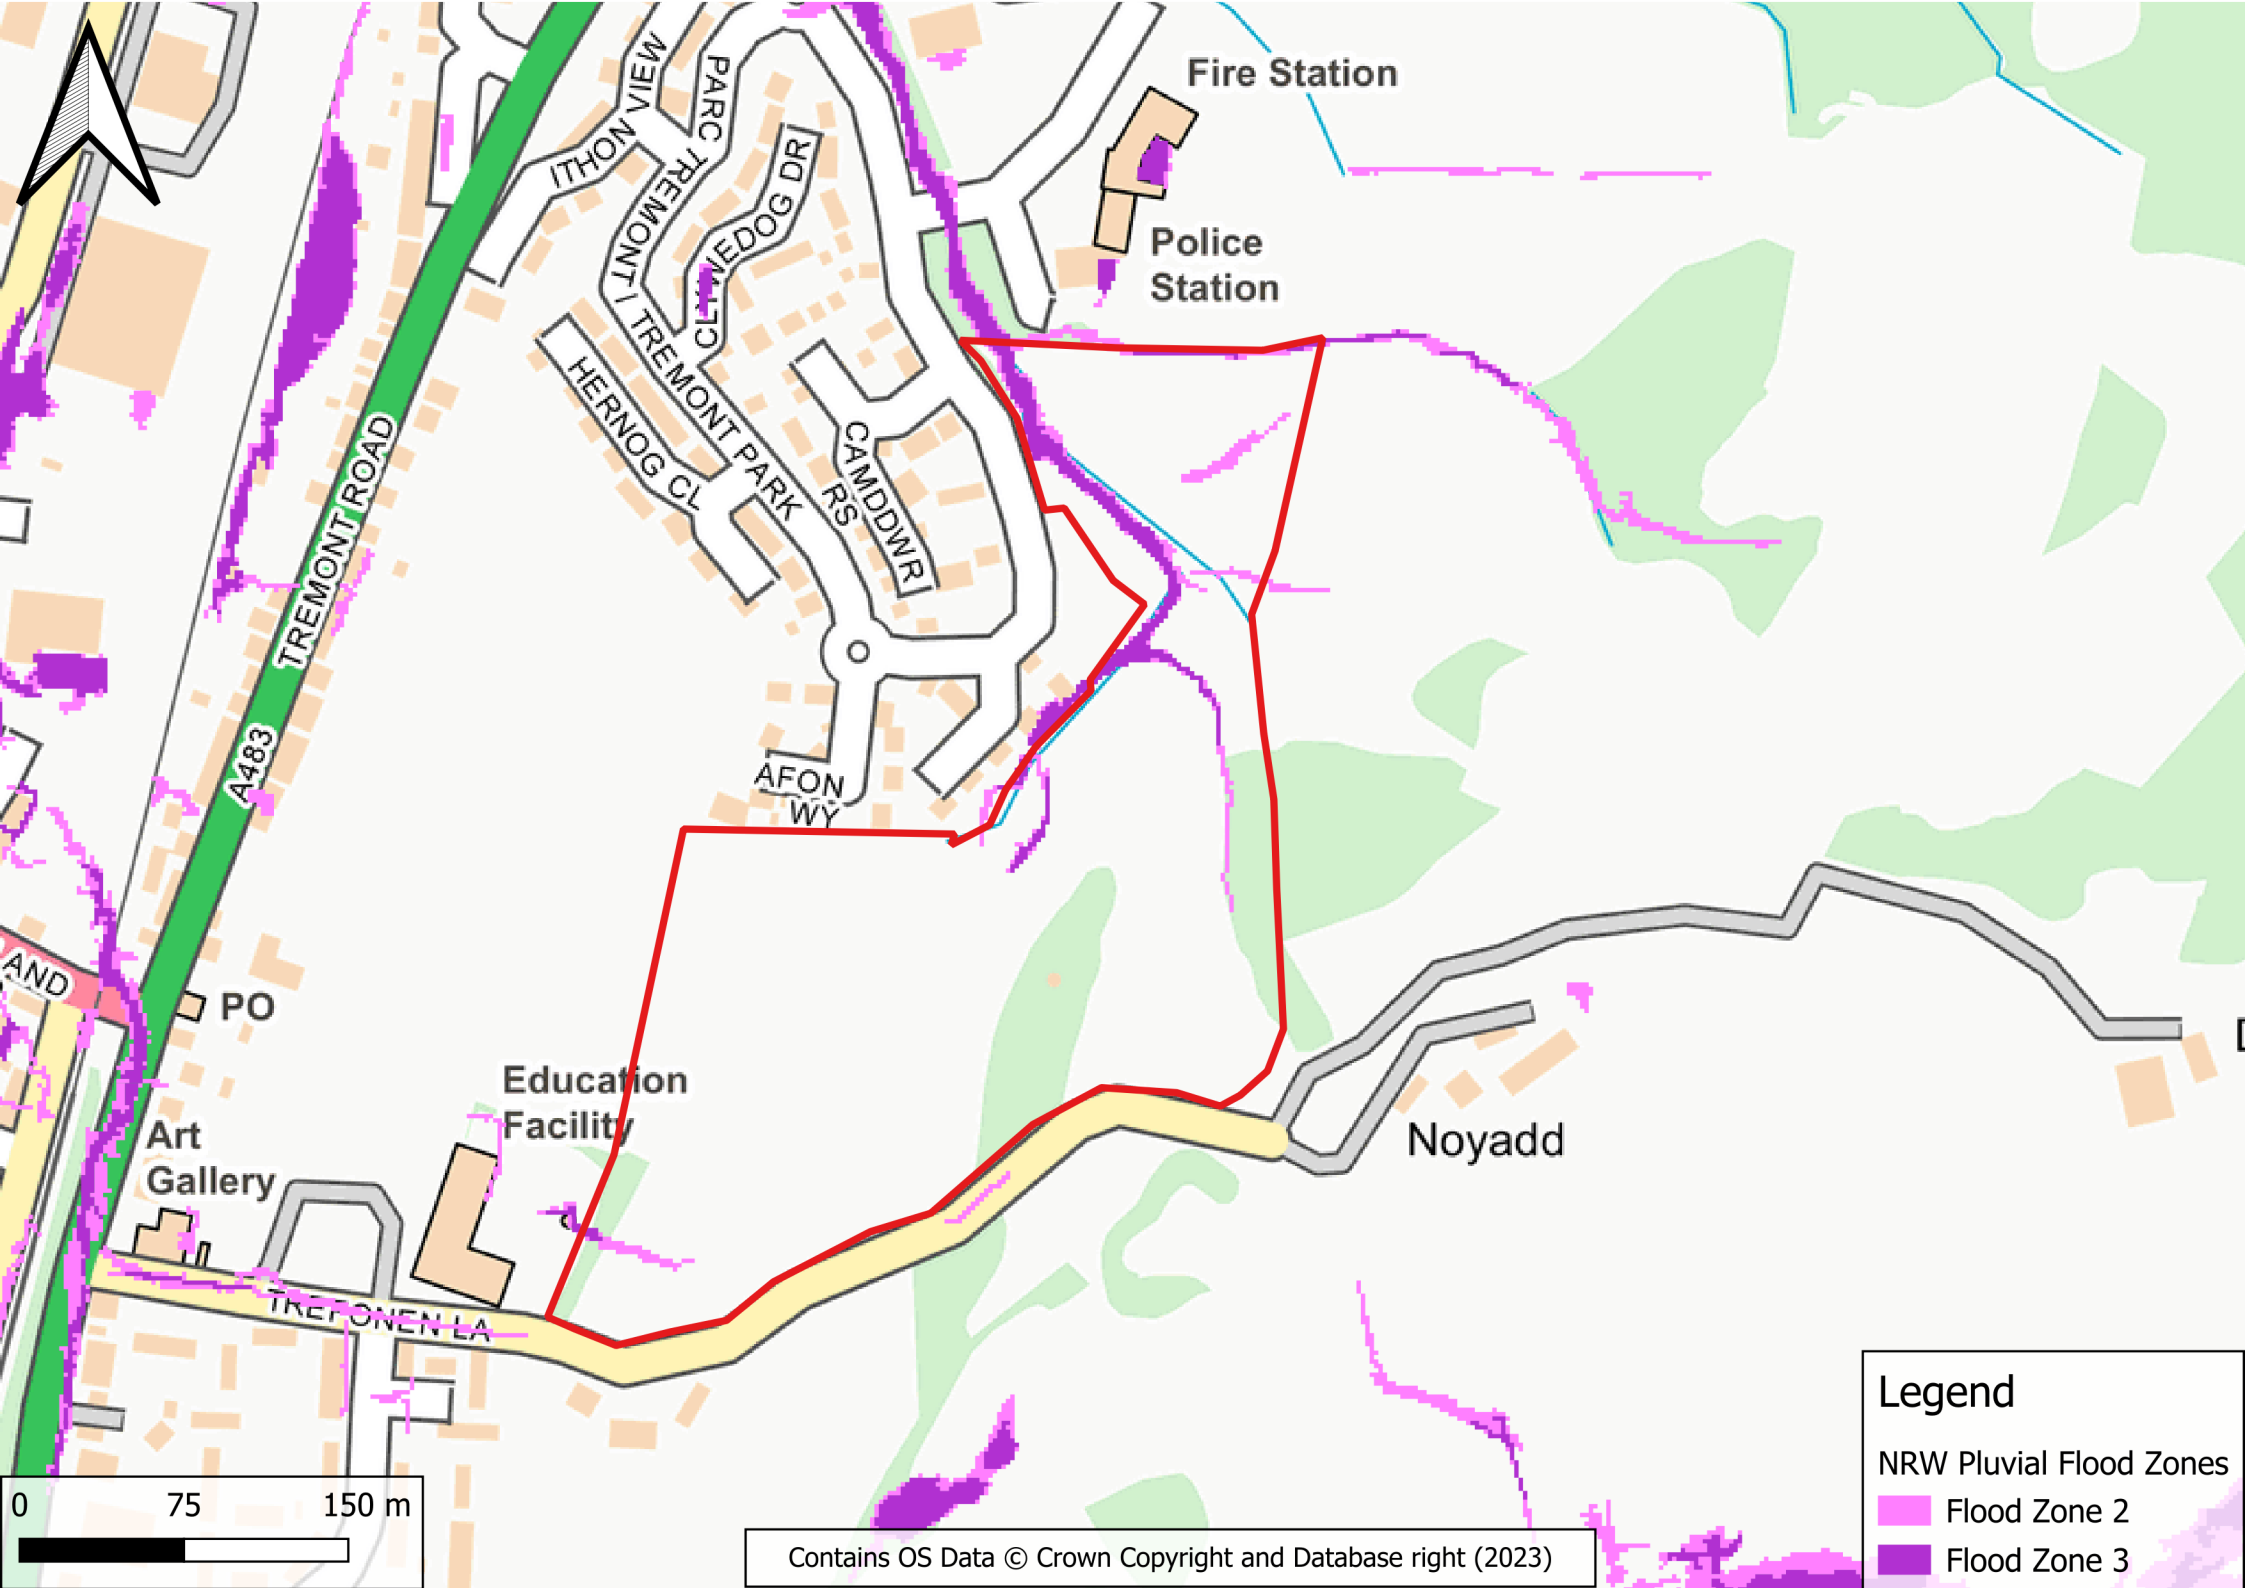 Fire Station
Police
Station
ITHON VIEW
PARC TREMONT / TREMONT PARK
NEDOG DR
HERNOG CL
CAMDDWR
RS
TREMONT ROAD
A483
AFON
WY
AND
PO
Education
Facility
Art
Gallery
TREFONEN LA
Noyadd
0 75 150 m
Contains OS Data © Crown Copyright and Database right (2023)
Legend
NRW Pluvial Flood Zones
Flood Zone 2
Flood Zone 3